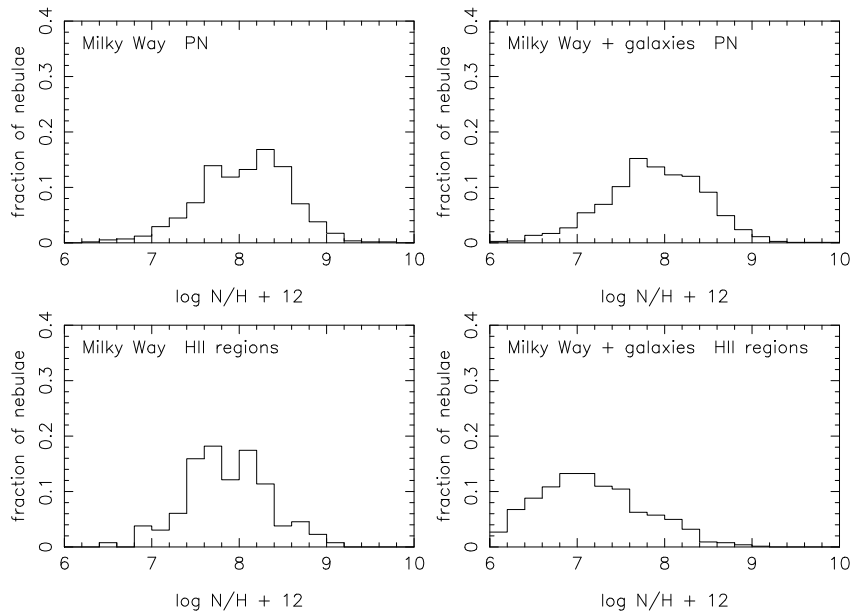 Milky Way PN
fraction of nebulae
0 0.1 0.2 0.3 0.4
6 7 8 9 10
log N/H + 12
Milky Way + galaxies PN
fraction of nebulae
0 0.1 0.2 0.3 0.4
6 7 8 9 10
log N/H + 12
Milky Way HII regions
fraction of nebulae
0 0.1 0.2 0.3 0.4
6 7 8 9 10
log N/H + 12
Milky Way + galaxies HII regions
fraction of nebulae
0 0.1 0.2 0.3 0.4
6 7 8 9 10
log N/H + 12